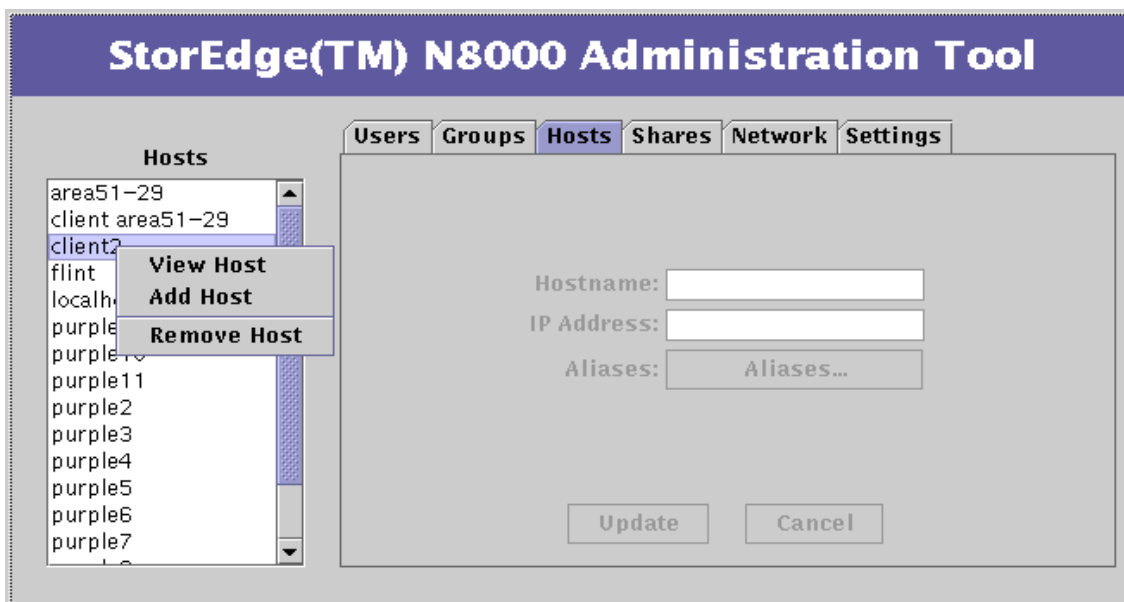 StorEdge(TM) N8000 Administration Tool
Users Groups Hosts Shares Network Settings
Hosts
area51-29
client area51-29
client2
flint
View Host
Add Host
Remove Host
purple11
purple2
purple3
purple4
purple5
purple6
purple7
Hostname:
IP Address:
Aliases: Aliases...
Update Cancel